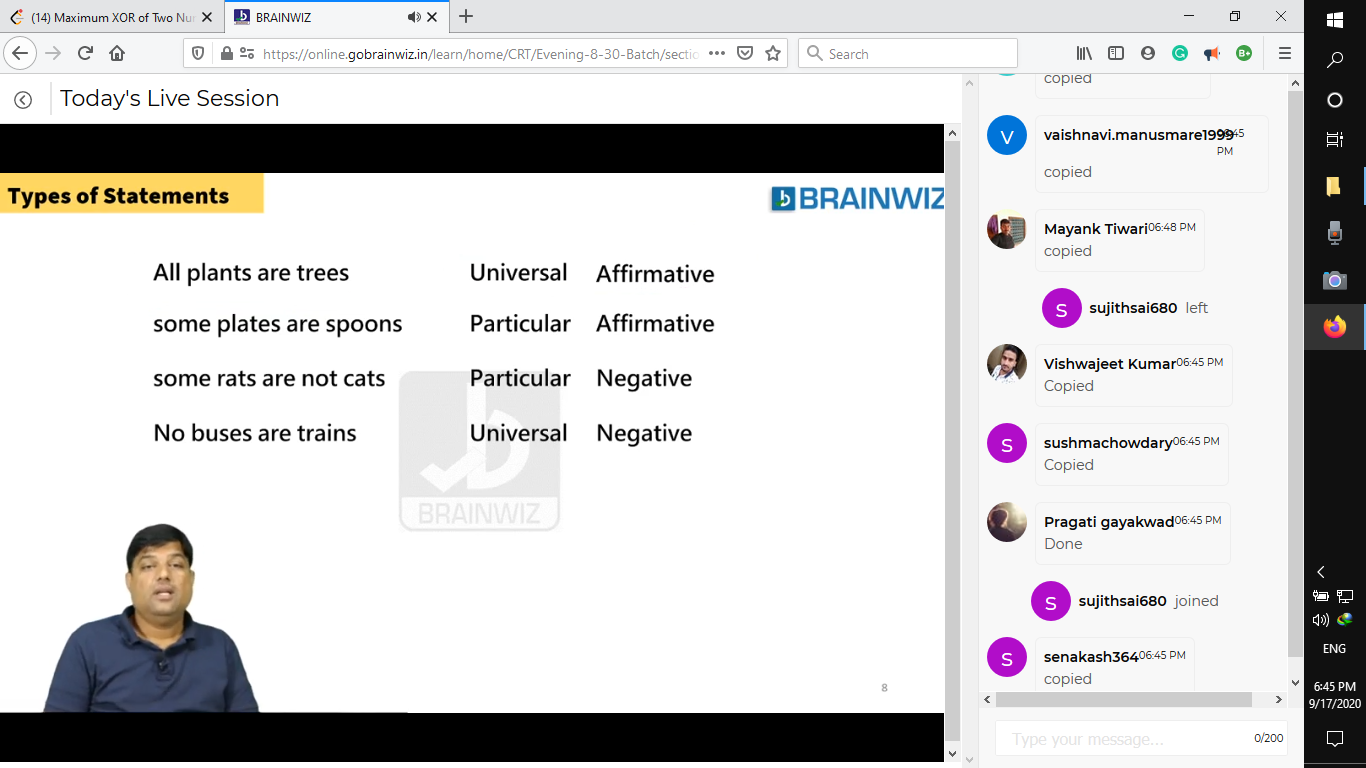 (14) Maximum XOR of Two Nu
BRAINWIZ
https://online.gobrainwiz.in/learn/home/CRT/Evening-8-30-Batch/sectio
Search
Today's Live Session
Types of Statements
BRAINWIZ
All plants are trees Universal Affirmative
some plates are spoons Particular Affirmative
some rats are not cats Particular Negative
No buses are trains Universal Negative
BRAINWIZ
8
copied
V
vaishnavi.manusmare1999 06:45
PM
copied
Mayank Tiwari 06:48 PM
copied
S sujithsai680 left
Vishwajeet Kumar 06:45 PM
Copied
S
sushmachowdary 06:45 PM
Copied
Pragati gayakwad 06:45 PM
Done
S sujithsai680 joined
S
senakash364 06:45 PM
copied
Type your message... 0/200
B+
ENG
6:45 PM
9/17/2020